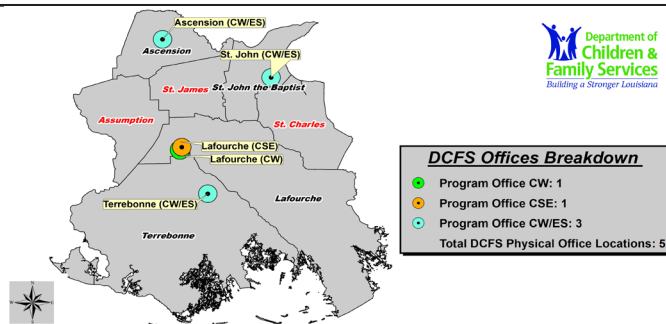 Ascension (CW/ES)
Ascension
St. John (CW/ES)
St. James
St. John the Baptist
Assumption
St. Charles
Lafourche (CSE)
Lafourche (CW)
Terrebonne (CW/ES)
Lafourche
Terrebonne
N
W
E
S
Department of
Children &
Family Services
Building a Stronger Louisiana
DCFS Offices Breakdown
Program Office CW: 1
Program Office CSE: 1
Program Office CW/ES: 3
Total DCFS Physical Office Locations: 5